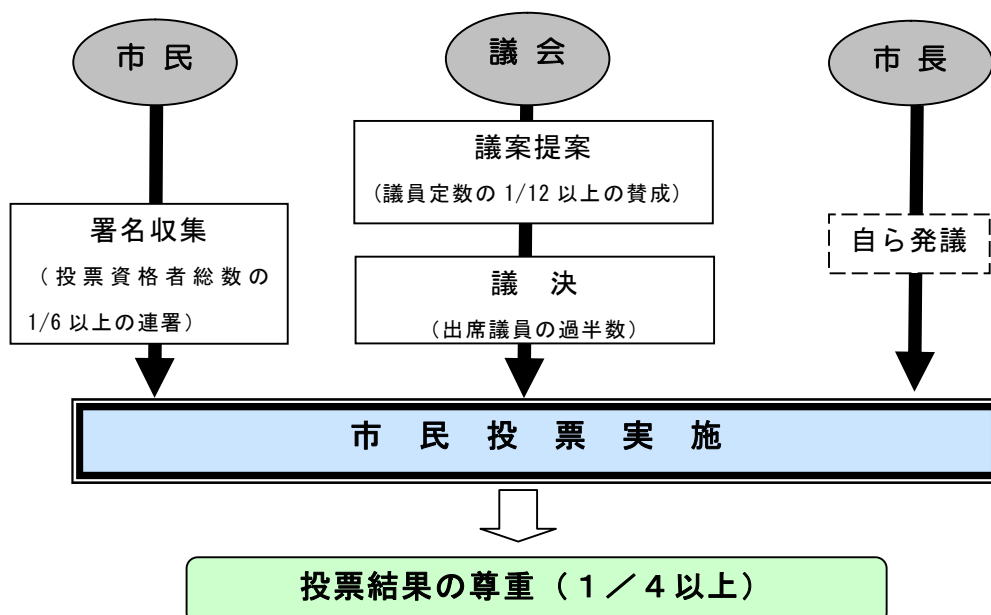 市 民
議 会
市 長
議案提案
(議員定数の 1/12 以上の賛成)
署名収集
（投票資格者総数の
1/6 以上の連署）
自ら発議
議　決
（出席議員の過半数）
市　民　投　票　実　施
投票結果の尊重（１／４以上）